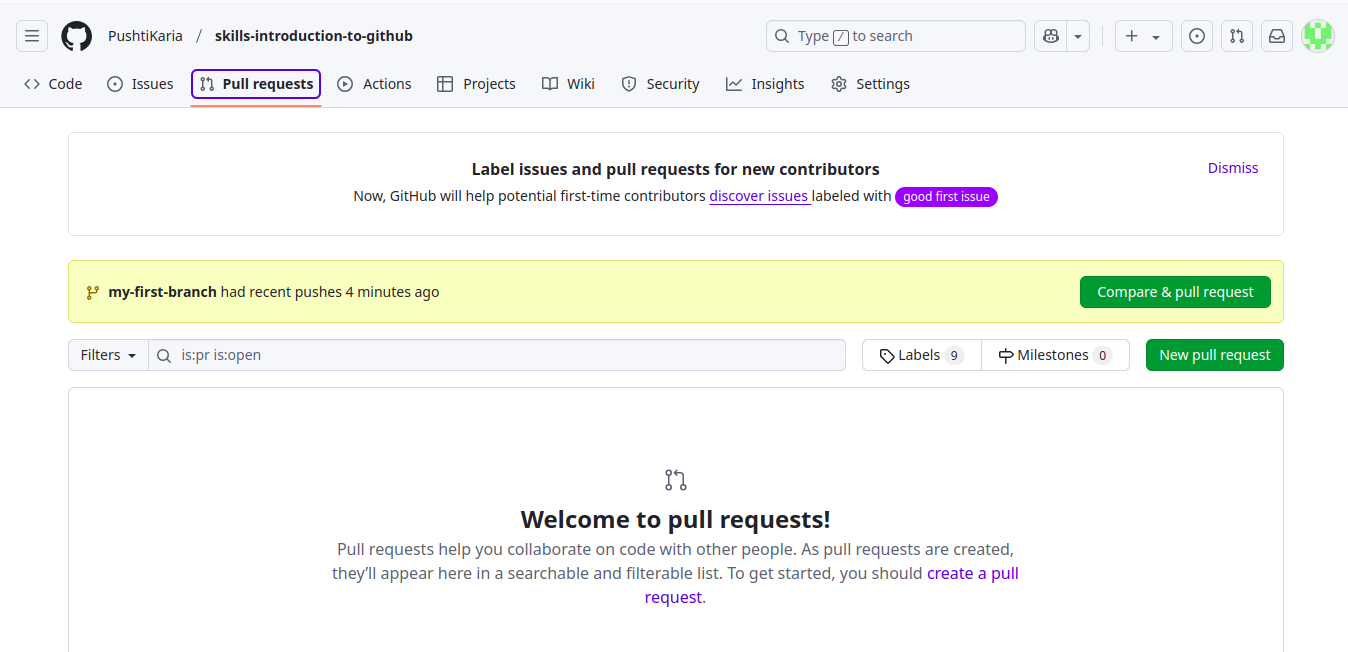 PushtiKaria / skills-introduction-to-github
Type / to search
Code Issues Pull requests Actions Projects Wiki Security Insights Settings
Label issues and pull requests for new contributors
Dismiss
Now, GitHub will help potential first-time contributors discover issues labeled with good first issue
my-first-branch had recent pushes 4 minutes ago
Compare & pull request
Filters is:pr is:open Labels 9 Milestones 0 New pull request
Welcome to pull requests!
Pull requests help you collaborate on code with other people. As pull requests are created,
they’ll appear here in a searchable and filterable list. To get started, you should create a pull
request.